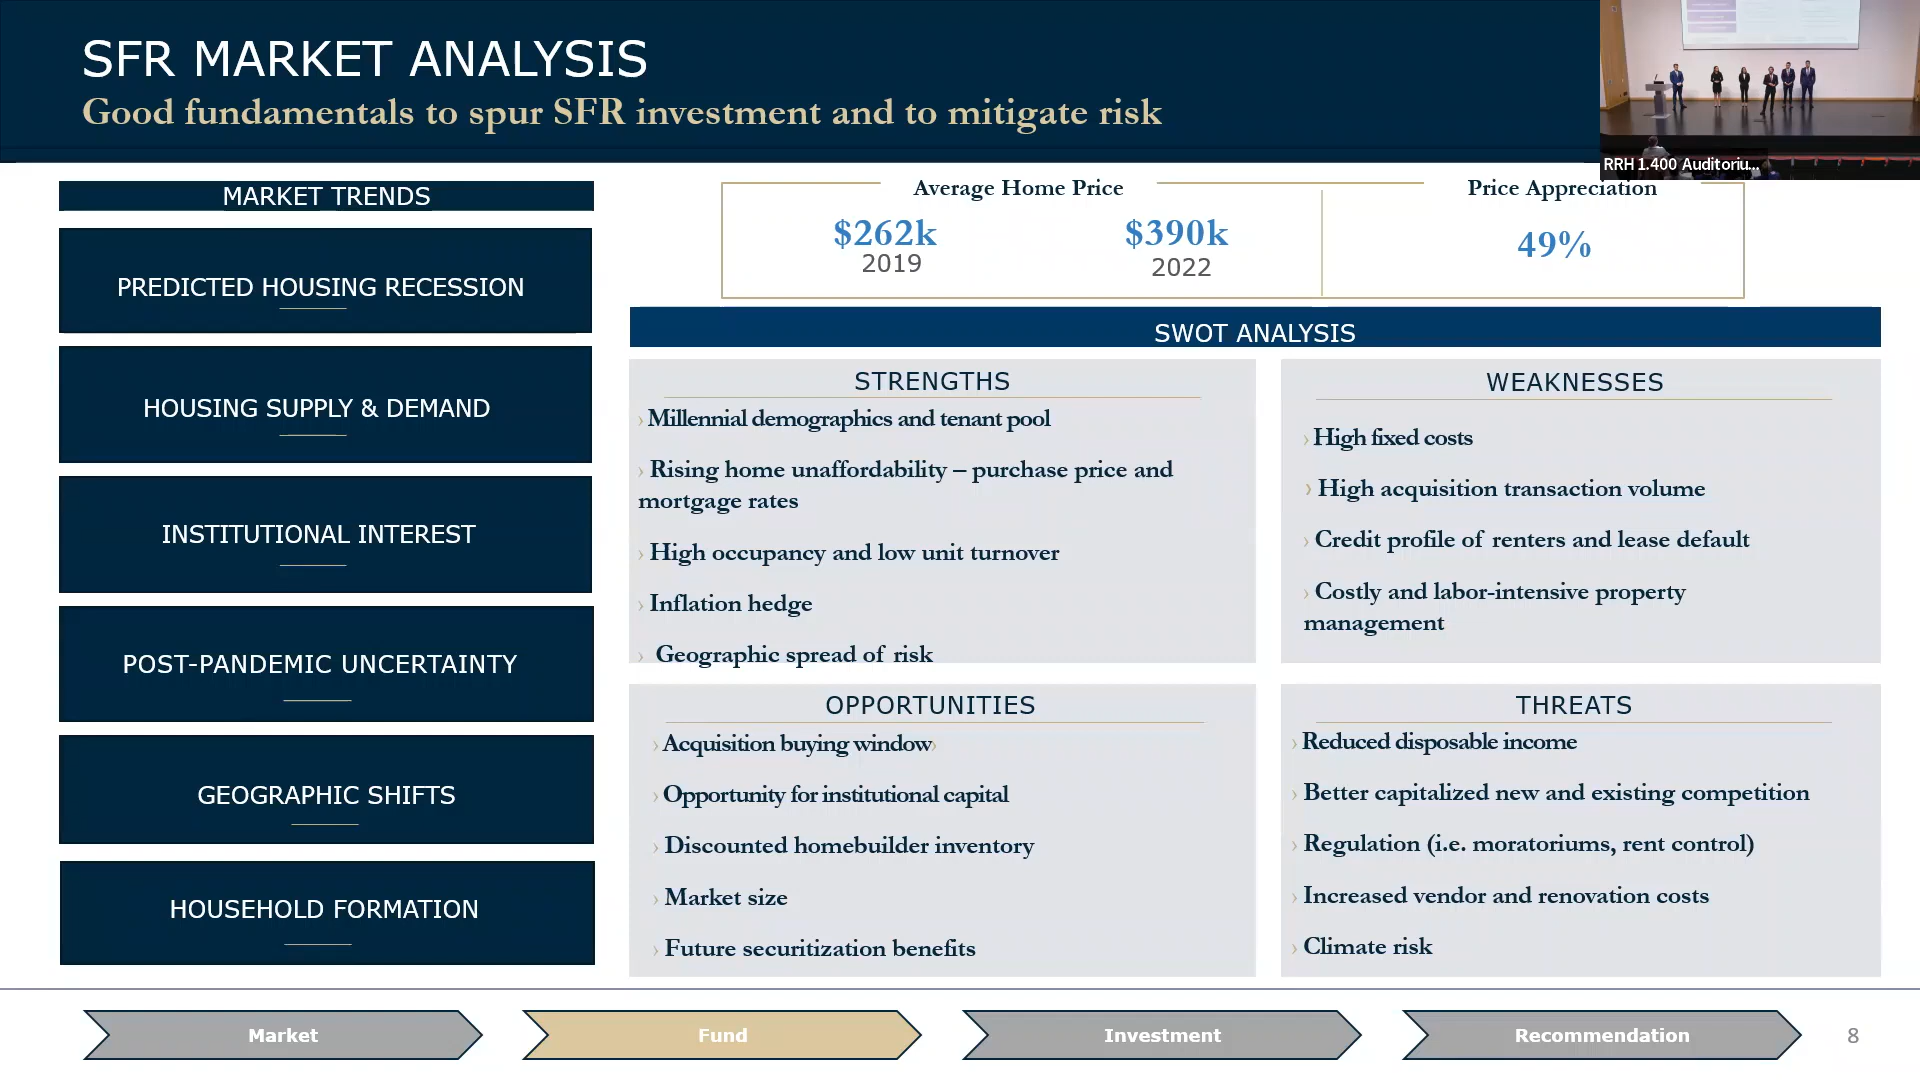 SFR MARKET ANALYSIS
Good fundamentals to spur SFR investment and to mitigate risk
RRH 1.400 Auditoriu...
MARKET TRENDS
PREDICTED HOUSING RECESSION
HOUSING SUPPLY & DEMAND
INSTITUTIONAL INTEREST
POST-PANDEMIC UNCERTAINTY
GEOGRAPHIC SHIFTS
HOUSEHOLD FORMATION
Average Home Price
$262k
2019
$390k
2022
Price Appreciation
49%
SWOT ANALYSIS
STRENGTHS
› Millennial demographics and tenant pool
› Rising home unaffordability – purchase price and
mortgage rates
› High occupancy and low unit turnover
› Inflation hedge
› Geographic spread of risk
WEAKNESSES
› High fixed costs
› High acquisition transaction volume
› Credit profile of renters and lease default
› Costly and labor-intensive property
management
OPPORTUNITIES
› Acquisition buying window›
› Opportunity for institutional capital
› Discounted homebuilder inventory
› Market size
› Future securitization benefits
THREATS
› Reduced disposable income
› Better capitalized new and existing competition
› Regulation (i.e. moratoriums, rent control)
› Increased vendor and renovation costs
› Climate risk
Market
Fund
Investment
Recommendation
8